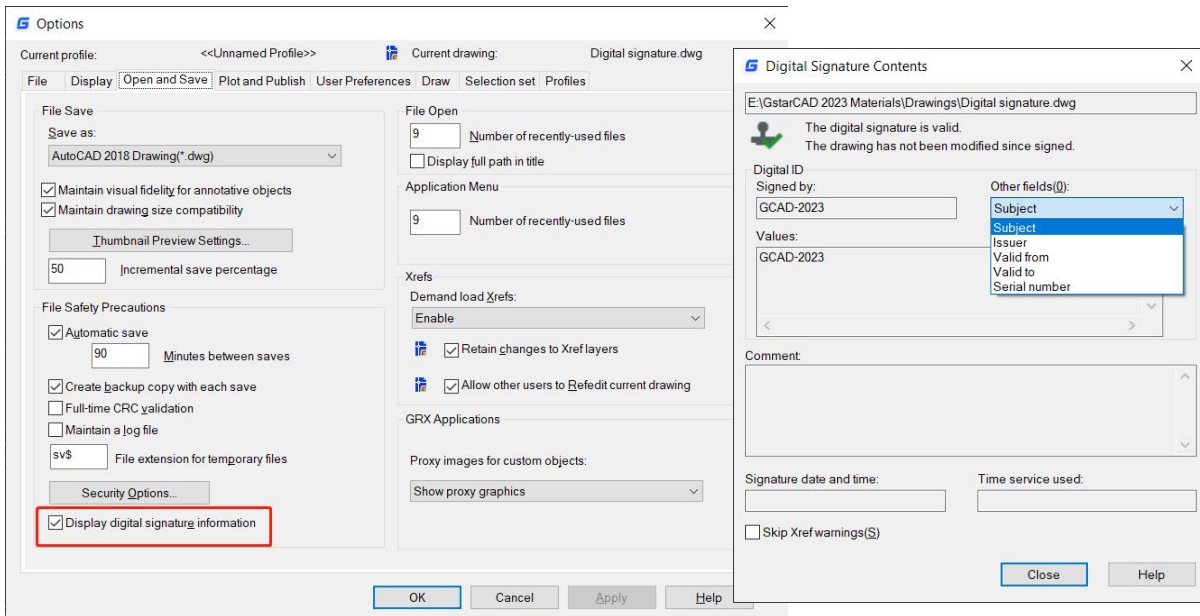 Options
Current profile: <<Unnamed Profile>> Current drawing: Digital signature.dwg
File Display Open and Save Plot and Publish User Preferences Draw Selection set Profiles
File Save
Save as:
AutoCAD 2018 Drawing(*.dwg)
Maintain visual fidelity for annotative objects
Maintain drawing size compatibility
Thumbnail Preview Settings...
50 Incremental save percentage
File Safety Precautions
Automatic save
90 Minutes between saves
Create backup copy with each save
Full-time CRC validation
Maintain a log file
sv$ File extension for temporary files
Security Options...
Display digital signature information
File Open
9 Number of recently-used files
Display full path in title
Application Menu
9 Number of recently-used files
Xrefs
Demand load Xrefs:
Enable
Retain changes to Xref layers
Allow other users to Refedit current drawing
GRX Applications
Proxy images for custom objects:
Show proxy graphics
OK Cancel Apply Help
Digital Signature Contents
E:\GstarCAD 2023 Materials\Drawings\Digital signature.dwg
The digital signature is valid.
The drawing has not been modified since signed.
Digital ID
Signed by: Other fields(0):
GCAD-2023 Subject
Subject
Issuer
Valid from
Valid to
Serial number
Values:
GCAD-2023
Comment:
Signature date and time: Time service used:
Skip Xref warnings(S)
Close Help